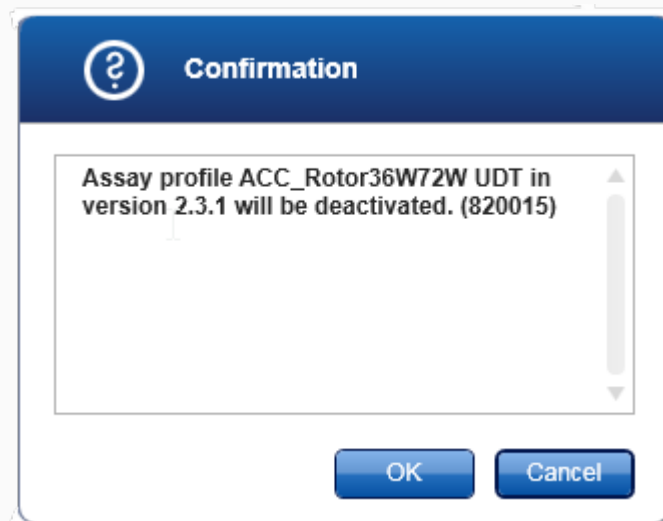 Confirmation
Assay profile ACC_Rotor36W72W UDT in
version 2.3.1 will be deactivated. (820015)
OK
Cancel